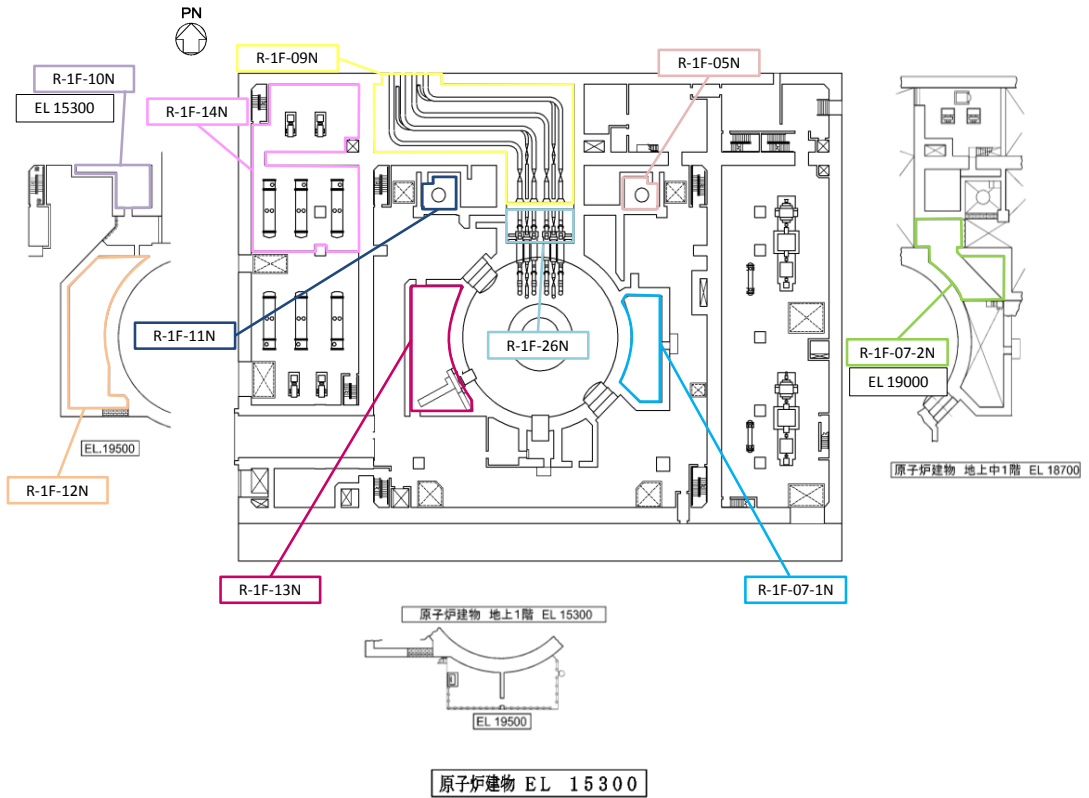 PN
R-1F-09N
R-1F-05N
R-1F-10N
EL 15300
R-1F-14N
R-1F-11N
R-1F-26N
R-1F-07-2N
EL 19000
EL.19500
原子炉建物 地上中1階 EL 18700
R-1F-12N
R-1F-13N
R-1F-07-1N
原子炉建物 地上1階 EL 15300
EL 19500
原子炉建物 EL 15300